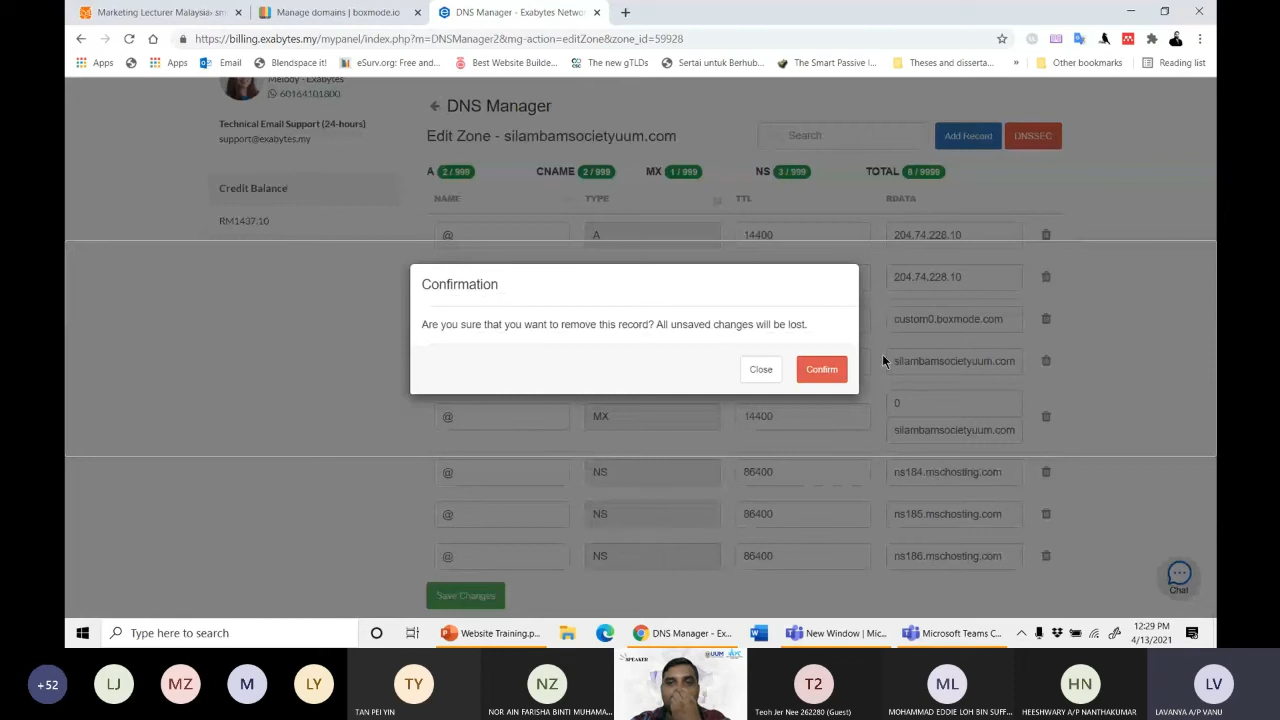 Marketing Lecturer Malaysia- sm
Manage domains | boxmode.io
DNS Manager - Exabytes Netwo
https://billing.exabytes.my/mypanel/index.php?m=DNSManager2&mg-action=editZone&zone_id=59928
Apps
Apps
Email
Blendspace it!
eSurv.org: Free and...
Best Website Builde...
The new gTLDs
Sertai untuk Berhub...
The Smart Passive I...
Theses and disserta...
»
Other bookmarks
Reading list
Melody - Exabytes
60164101800
Technical Email Support (24-hours)
support@exabytes.my
Credit Balance
RM1437.10
DNS Manager
Edit Zone - silambamsocietyuum.com
Search
Add Record
DNSSEC
A 2 / 999
CNAME 2 / 999
MX 1 / 999
NS 3 / 999
TOTAL 8 / 9999
NAME TYPE TTL RDATA
@ A 14400 204.74.228.10
204.74.228.10
custom0.boxmode.com
silambamsocietyuum.com
Confirmation
Are you sure that you want to remove this record? All unsaved changes will be lost.
Close
Confirm
@ MX 14400 0
silambamsocietyuum.com
@ NS 86400 ns184.mschosting.com
@ NS 86400 ns185.mschosting.com
@ NS 86400 ns186.mschosting.com
Save Changes
Chat
Type here to search
Website Training.p...
DNS Manager - Ex...
New Window | Mic...
Microsoft Teams C...
12:29 PM
4/13/2021
+52
LJ
MZ
M
LY
TY
TAN PEI YIN
NZ
NOR AIN FARISHA BINTI MUHAMA...
SPEAKER
UUM
T2
Teoh Jer Nee 262280 (Guest)
ML
MOHAMMAD EDDIE LOH BIN SUFF...
HN
HEESHWARY A/P NANTHAKUMAR
LV
LAVANYA A/P VANU